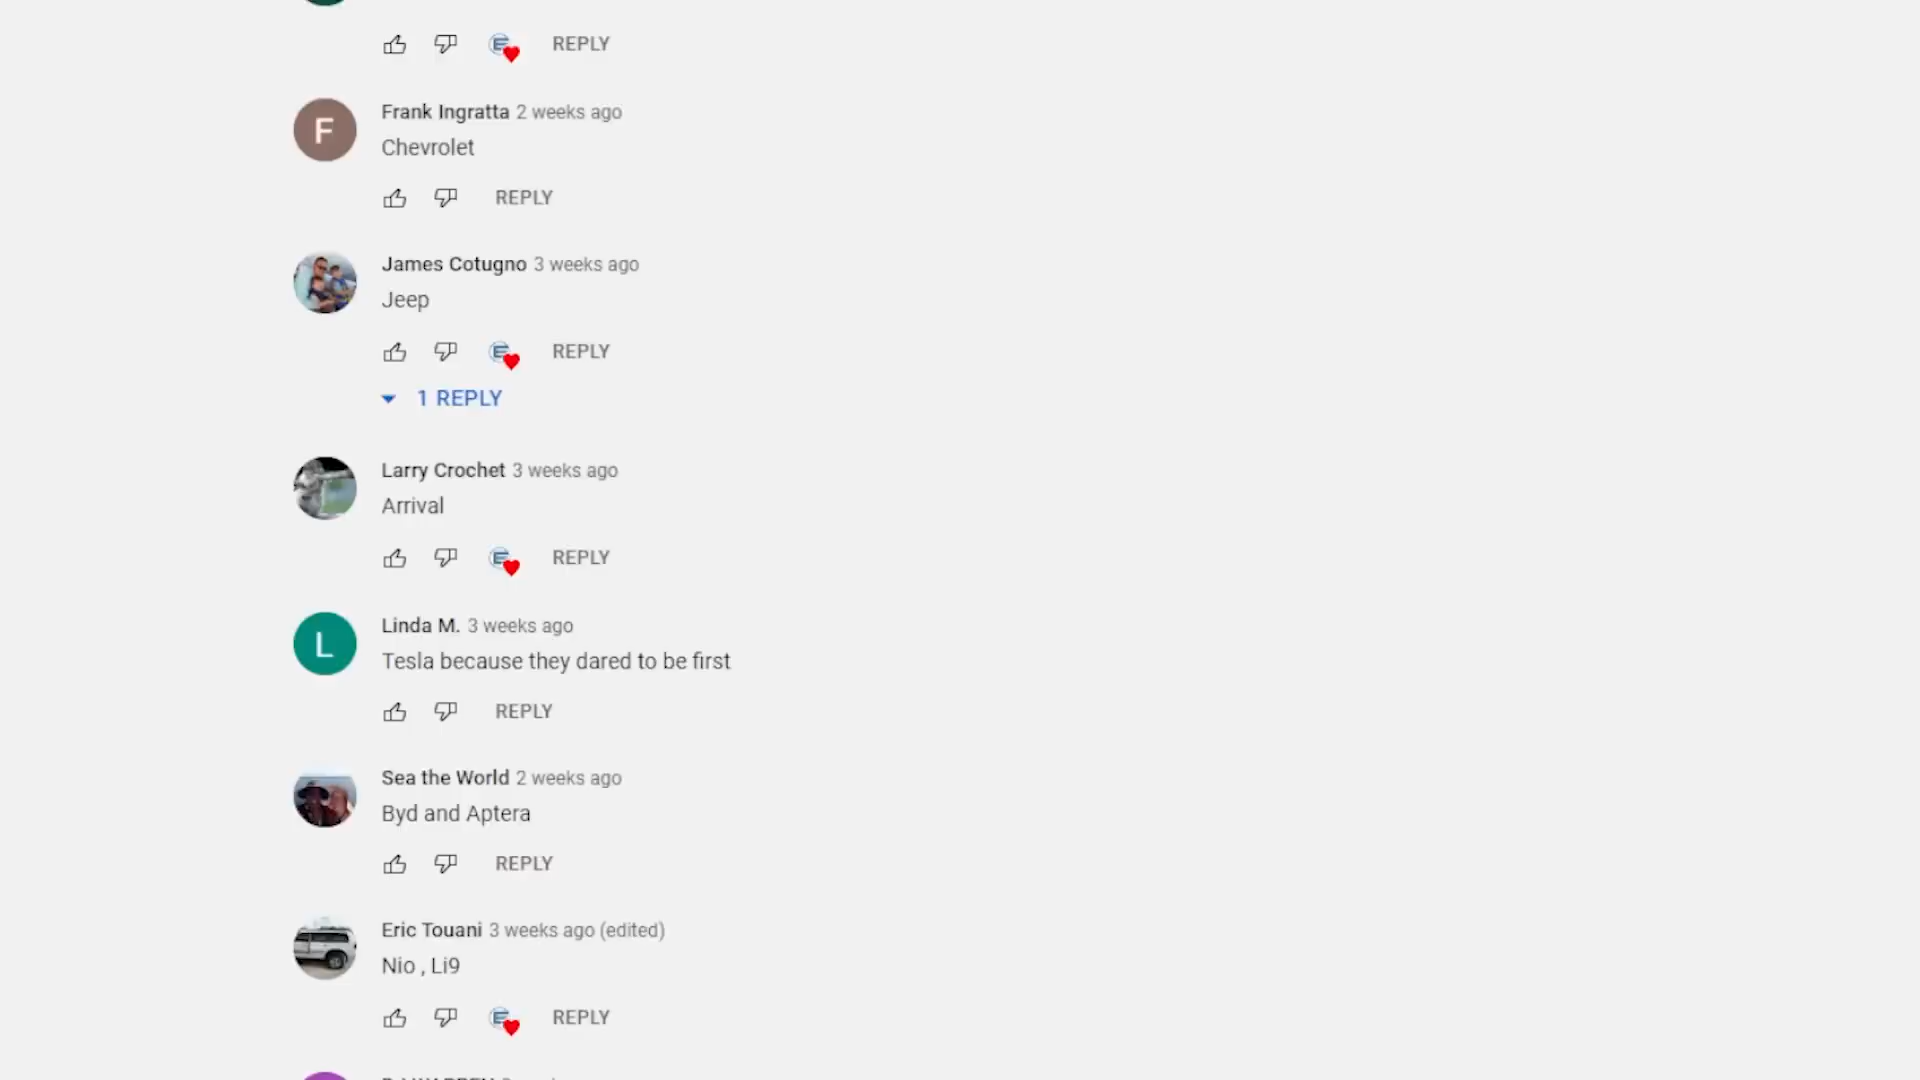 REPLY
F
Frank Ingratta 2 weeks ago
Chevrolet
REPLY
James Cotugno 3 weeks ago
Jeep
REPLY
1 REPLY
Larry Crochet 3 weeks ago
Arrival
REPLY
L
Linda M. 3 weeks ago
Tesla because they dared to be first
REPLY
Sea the World 2 weeks ago
Byd and Aptera
REPLY
Eric Touani 3 weeks ago (edited)
Nio , Li9
REPLY